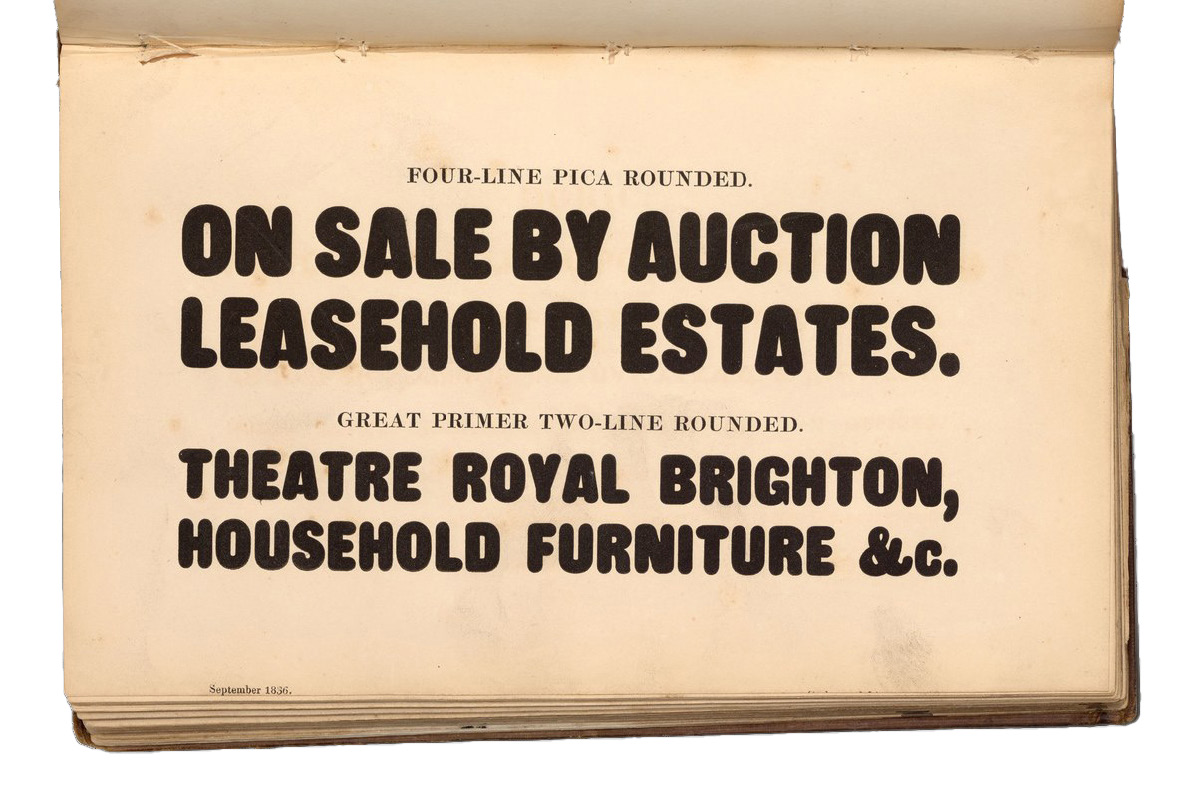 FOUR-LINE PICA ROUNDED.
ON SALE BY AUCTION
LEASEHOLD ESTATES.
GREAT PRIMER TWO-LINE ROUNDED.
THEATRE ROYAL BRIGHTON,
HOUSEHOLD FURNITURE &c.
September 1836.